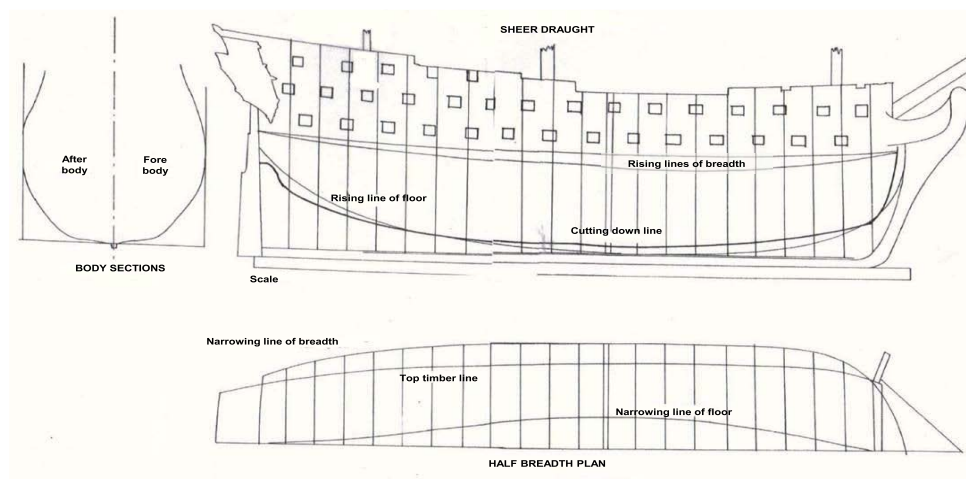 SHEER DRAUGHT
After
body
Fore
body
Rising lines of breadth
Rising line of floor
Cutting down line
BODY SECTIONS
Scale
Narrowing line of breadth
Top timber line
Narrowing line of floor
HALF BREADTH PLAN